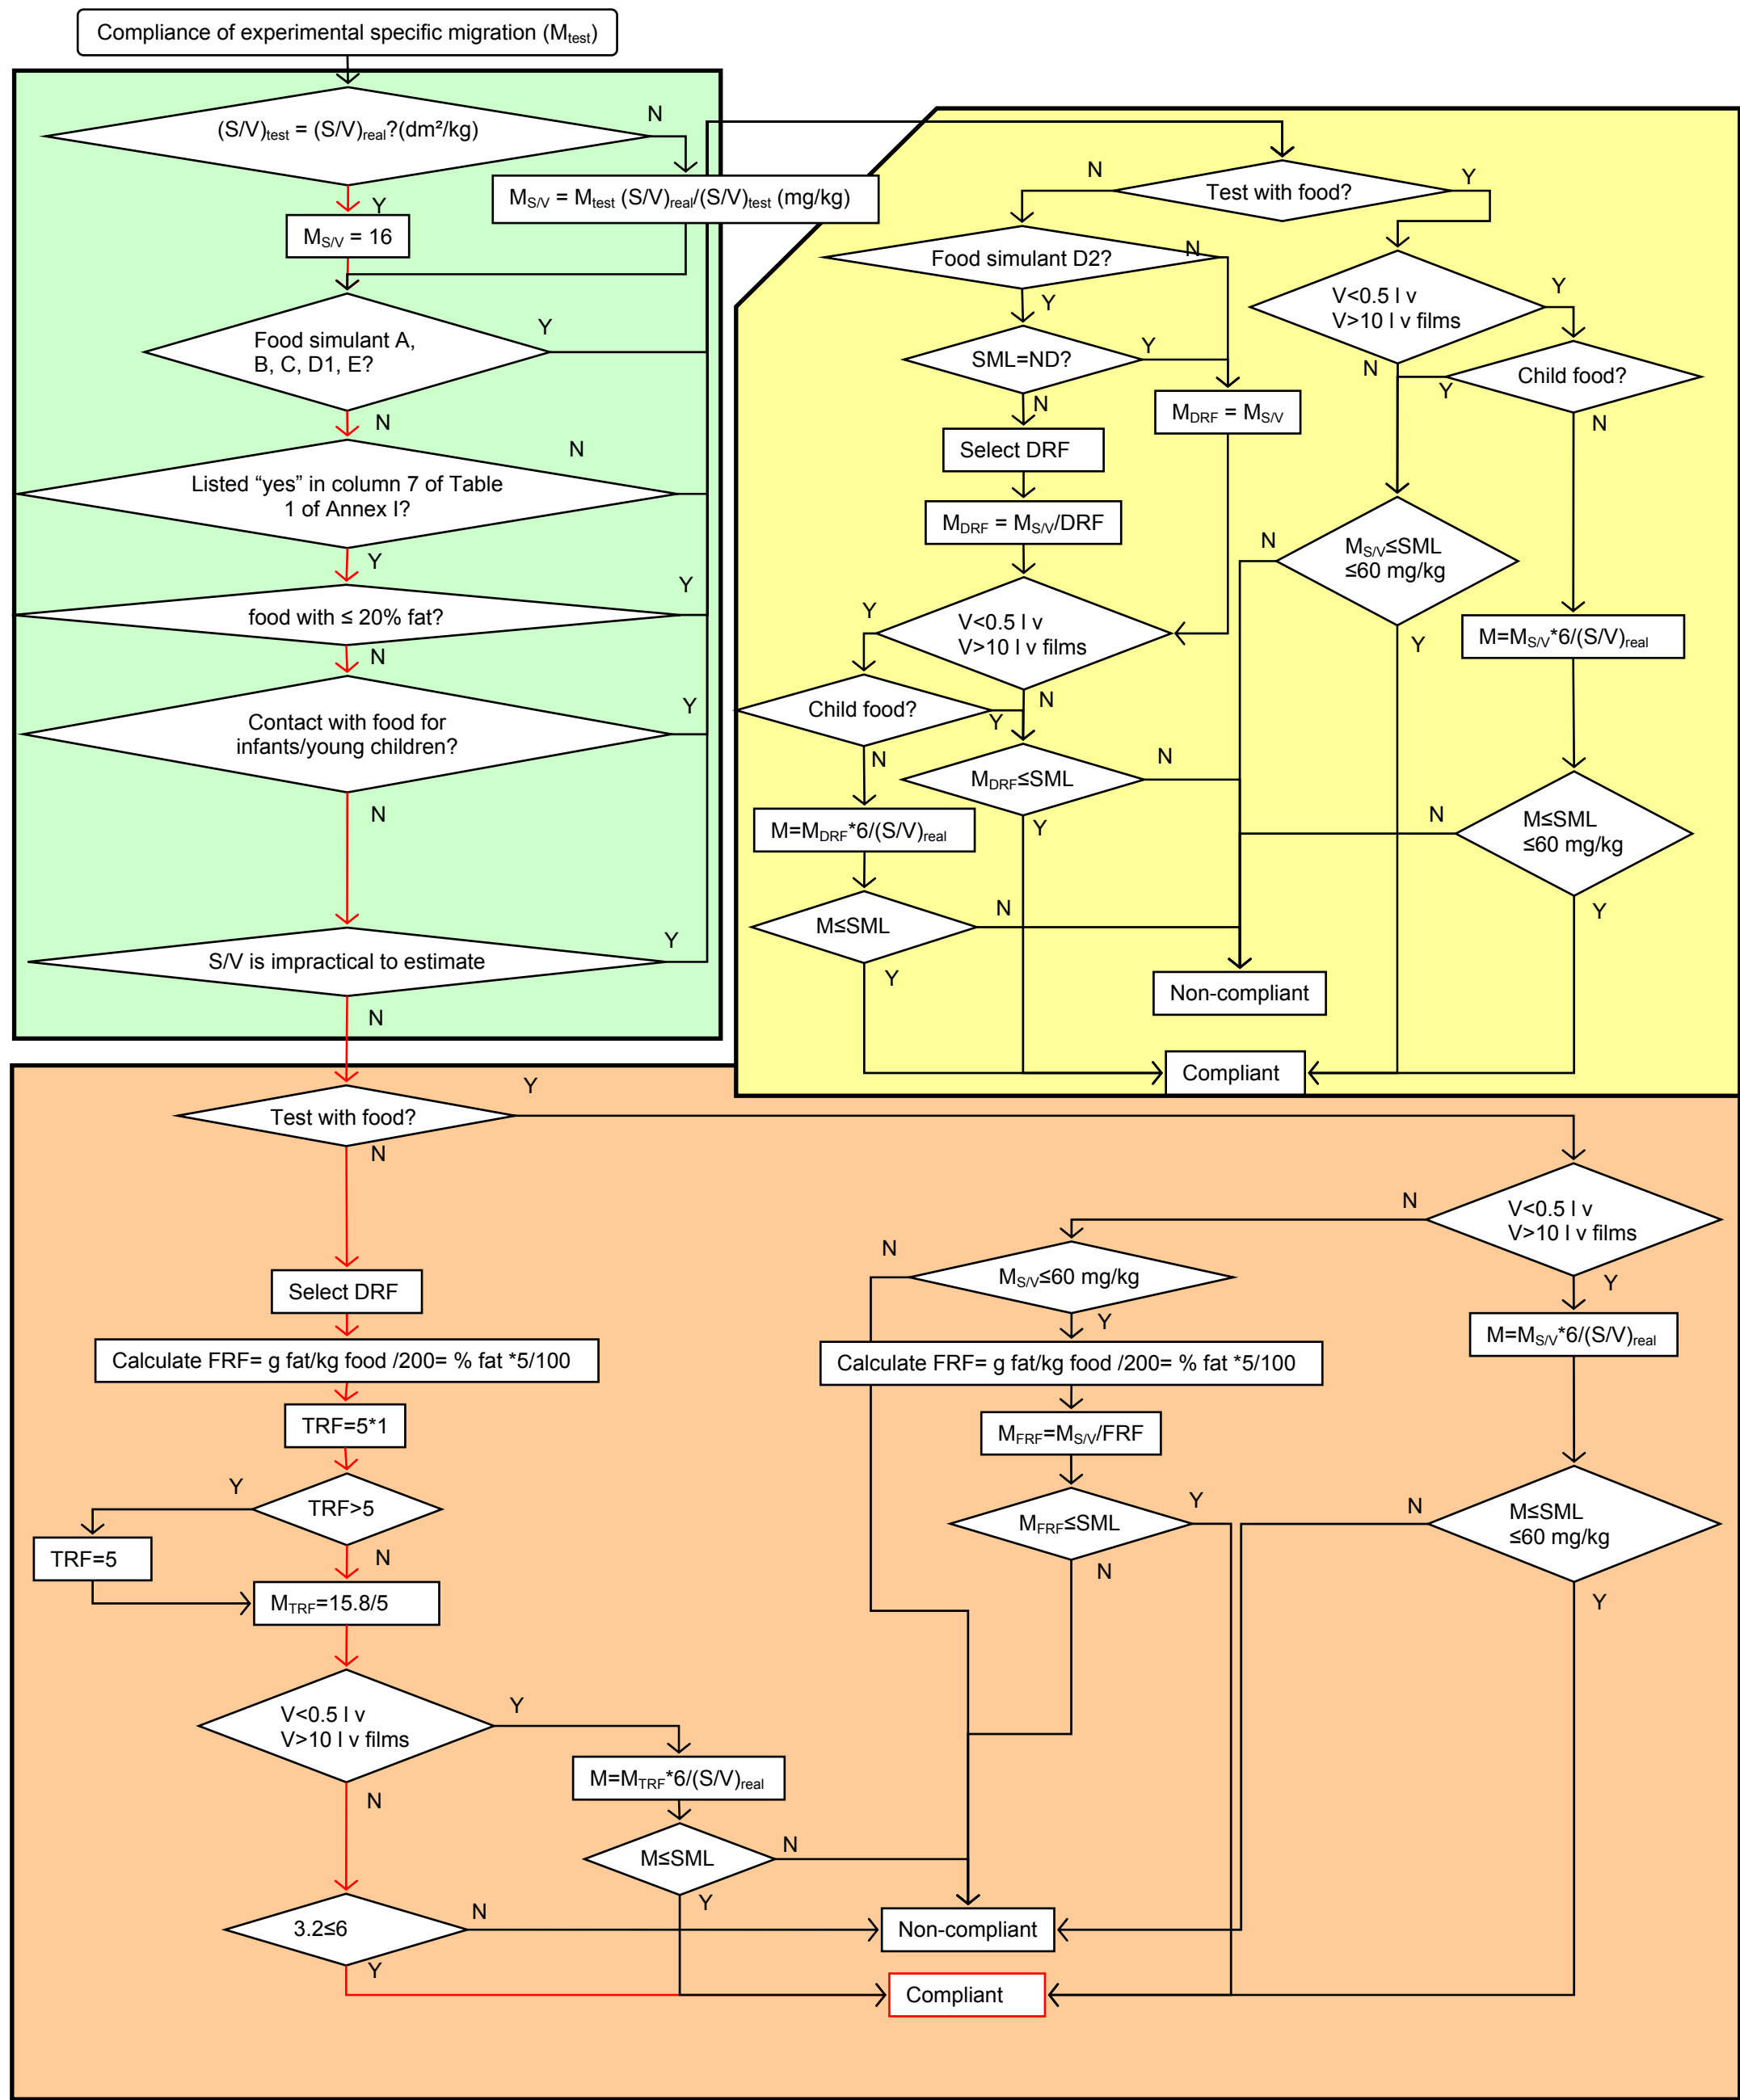 Compliance of experimental specific migration (Mtest)
(S/V)test = (S/V)real?(dm²/kg)
N
Y
MS/V = Mtest (S/V)real/(S/V)test (mg/kg)
MS/V = 16
Food simulant A,
B, C, D1, E?
Y
N
Listed “yes” in column 7 of Table
1 of Annex I?
N
Y
food with ≤ 20% fat?
Y
N
Contact with food for
infants/young children?
Y
N
S/V is impractical to estimate
Y
N
Test with food?
N
Y
Food simulant D2?
N
Y
SML=ND?
Y
N
MDRF = MS/V
Select DRF
MDRF = MS/V/DRF
V<0.5 l v
V>10 l v films
Y
N
Child food?
Y
N
MDRF≤SML
N
Y
M=MDRF*6/(S/V)real
M≤SML
N
Y
V<0.5 l v
V>10 l v films
Y
N
Child food?
Y
N
MS/V≤SML
≤60 mg/kg
N
Y
M=MS/V*6/(S/V)real
M≤SML
≤60 mg/kg
N
Y
Non-compliant
Compliant
Test with food?
Y
N
Select DRF
Calculate FRF= g fat/kg food /200= % fat *5/100
TRF=5*1
TRF>5
Y
N
TRF=5
MTRF=15.8/5
V<0.5 l v
V>10 l v films
Y
N
M=MTRF*6/(S/V)real
M≤SML
N
Y
3.2≤6
N
Y
V<0.5 l v
V>10 l v films
N
Y
MS/V≤60 mg/kg
N
Y
Calculate FRF= g fat/kg food /200= % fat *5/100
MFRF=MS/V/FRF
MFRF≤SML
Y
N
M=MS/V*6/(S/V)real
M≤SML
≤60 mg/kg
N
Y
Non-compliant
Compliant